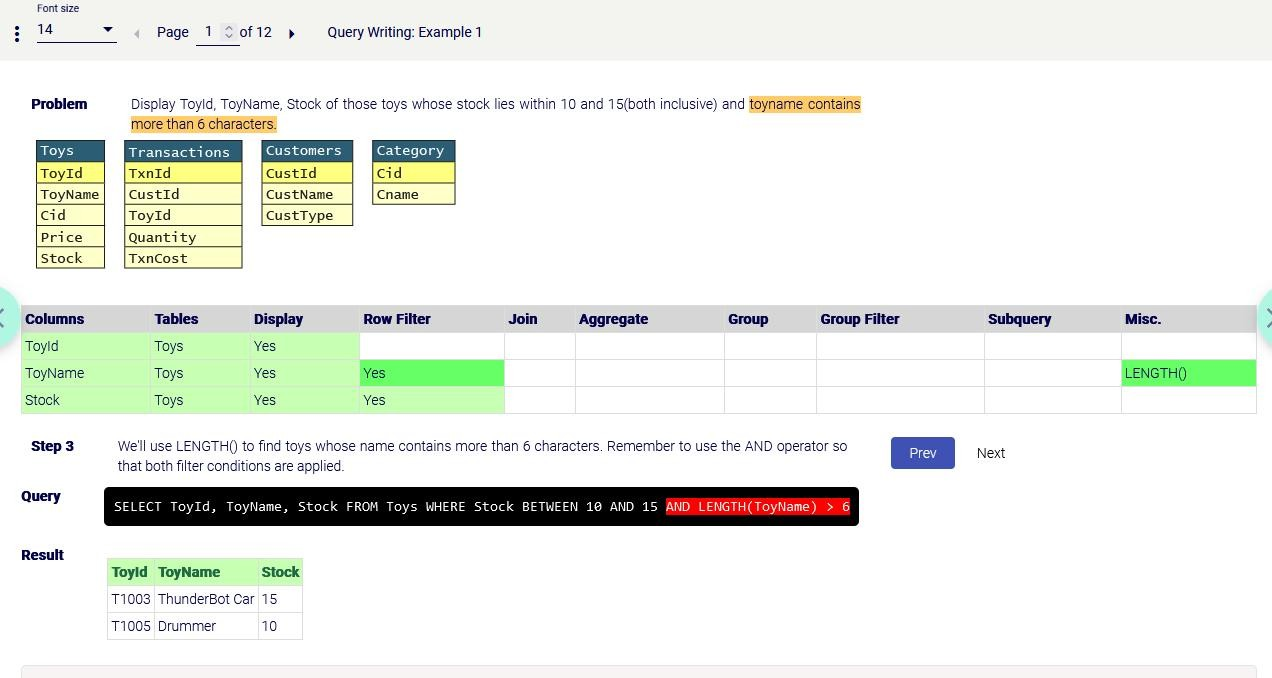 Font size
14
Page 1 of 12
Query Writing: Example 1
Problem
Display ToyId, ToyName, Stock of those toys whose stock lies within 10 and 15(both inclusive) and toyname contains
more than 6 characters.
Toys Transactions Customers Category
ToyId TxnId CustId Cid
ToyName CustId CustName Cname
Cid ToyId CustType
Price Quantity
Stock TxnCost
Columns Tables Display Row Filter Join Aggregate Group Group Filter Subquery Misc.
ToyId Toys Yes
ToyName Toys Yes Yes LENGTH()
Stock Toys Yes Yes
Step 3
We'll use LENGTH() to find toys whose name contains more than 6 characters. Remember to use the AND operator so
that both filter conditions are applied.
Prev Next
Query
SELECT ToyId, ToyName, Stock FROM Toys WHERE Stock BETWEEN 10 AND 15 AND LENGTH(ToyName) > 6
Result
ToyId ToyName Stock
T1003 ThunderBot Car 15
T1005 Drummer 10